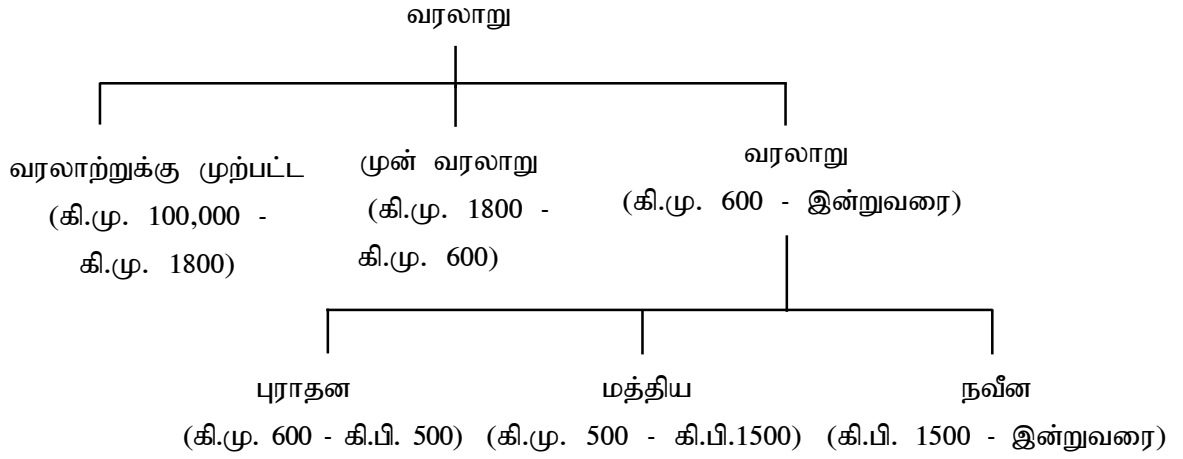 வரலாறு
வரலாற்றுக்கு முற்பட்ட
(கி.மு. 100,000 -
கி.மு. 1800)
முன் வரலாறு
(கி.மு. 1800 -
கி.மு. 600)
வரலாறு
(கி.மு. 600 - இன்றுவரை)
புராதன
(கி.மு. 600 - கி.பி. 500)
மத்திய
(கி.மு. 500 - கி.பி.1500)
நவீன
(கி.பி. 1500 - இன்றுவரை)